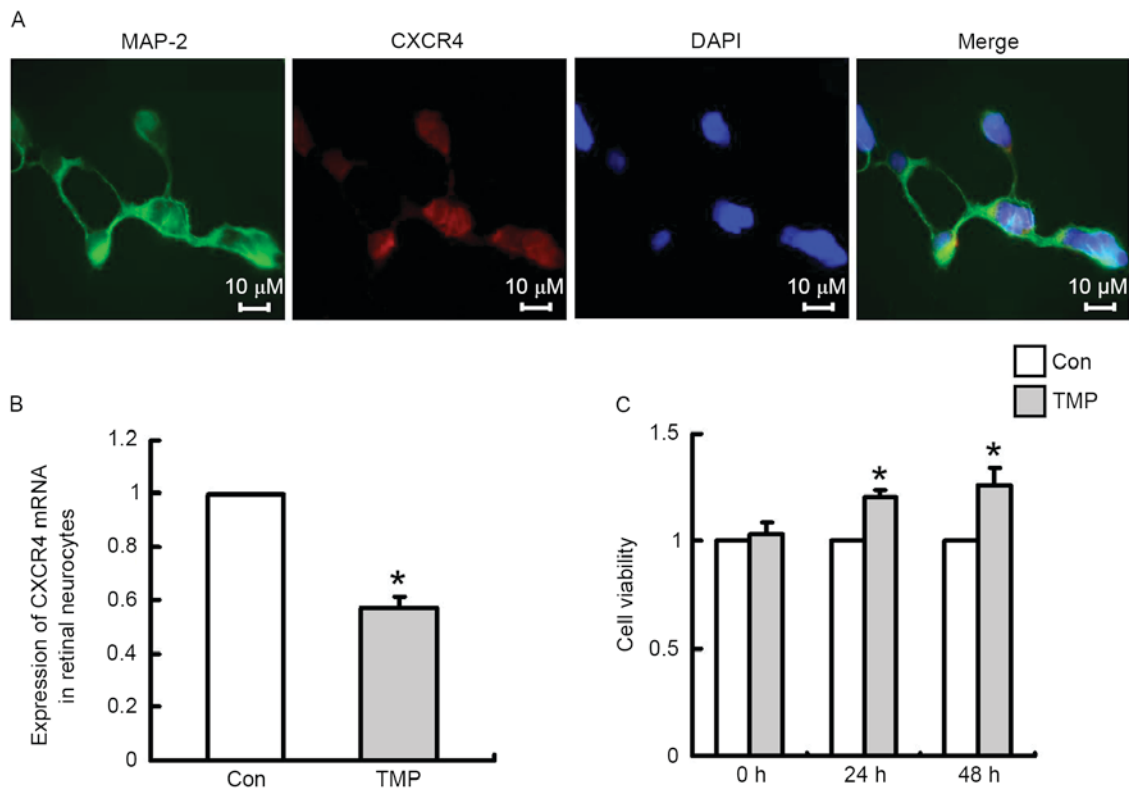 A
MAP-2 CXCR4 DAPI Merge
10 μM 10 μM 10 μM 10 μM
Con
TMP
B
Expression of CXCR4 mRNA
in retinal neurocytes
1.2
1
0.8
0.6
0.4
0.2
0
*
Con TMP
C
Cell viability
1.5
1
0.5
0
* *
0 h 24 h 48 h